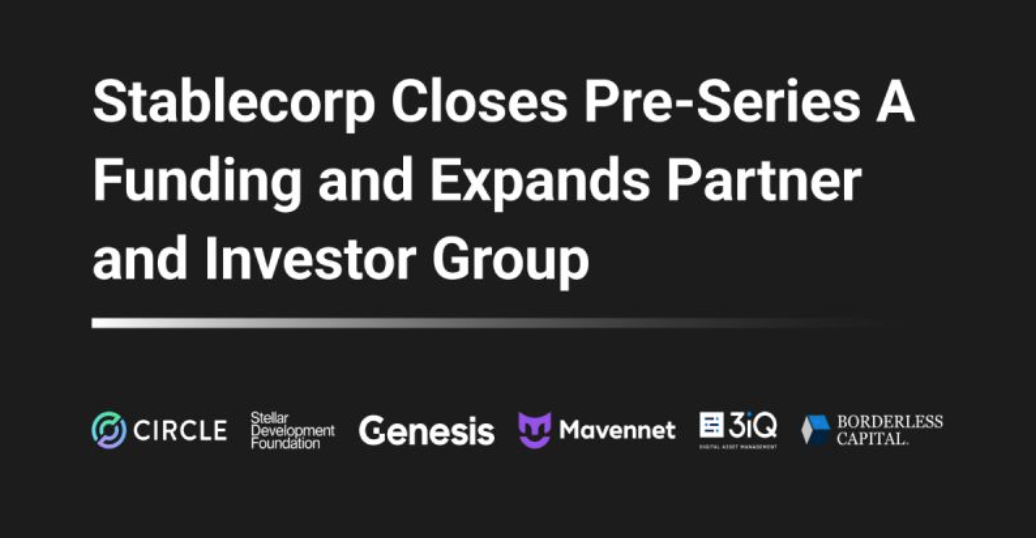 Stablecorp Closes Pre-Series A
Funding and Expands Partner
and Investor Group
CIRCLE
Stellar
Development
Foundation
Genesis
Mavennet
3iQ
DIGITAL ASSET MANAGEMENT
BORDERLESS
CAPITAL.